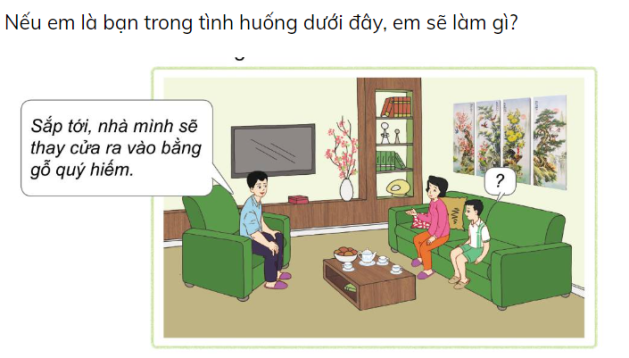 Nếu em là bạn trong tình huống dưới đây, em sẽ làm gì?
Sắp tới, nhà mình sẽ
thay cửa ra vào bằng
gỗ quý hiếm.
?